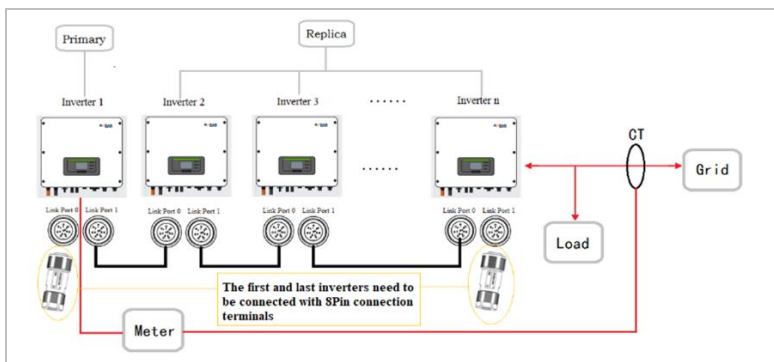 Primary
Replica
Inverter 1
Inverter 2
Inverter 3
......
Inverter n
CT
Grid
......
Load
Link Port 0
Link Port 1
Link Port 0
Link Port 1
Link Port 0
Link Port 1
Link Port 0
Link Port 1
The first and last inverters need to
be connected with 8Pin connection
terminals
Meter